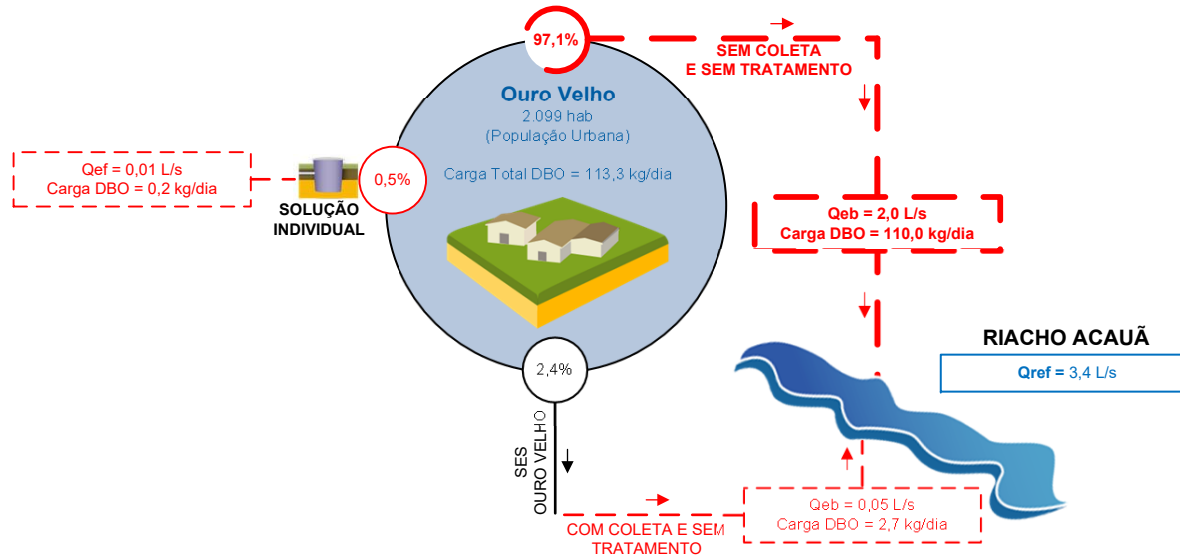 97,1%
SEM COLETA
E SEM TRATAMENTO
Ouro Velho
2.099 hab
(População Urbana)
Carga Total DBO = 113,3 kg/dia
Qef = 0,01 L/s
Carga DBO = 0,2 kg/dia
0,5%
SOLUÇÃO
INDIVIDUAL
Qeb = 2,0 L/s
Carga DBO = 110,0 kg/dia
RIACHO ACAUÃ
Qref = 3,4 L/s
2,4%
SES
OURO VELHO
Qeb = 0,05 L/s
Carga DBO = 2,7 kg/dia
COM COLETA E SEM
TRATAMENTO